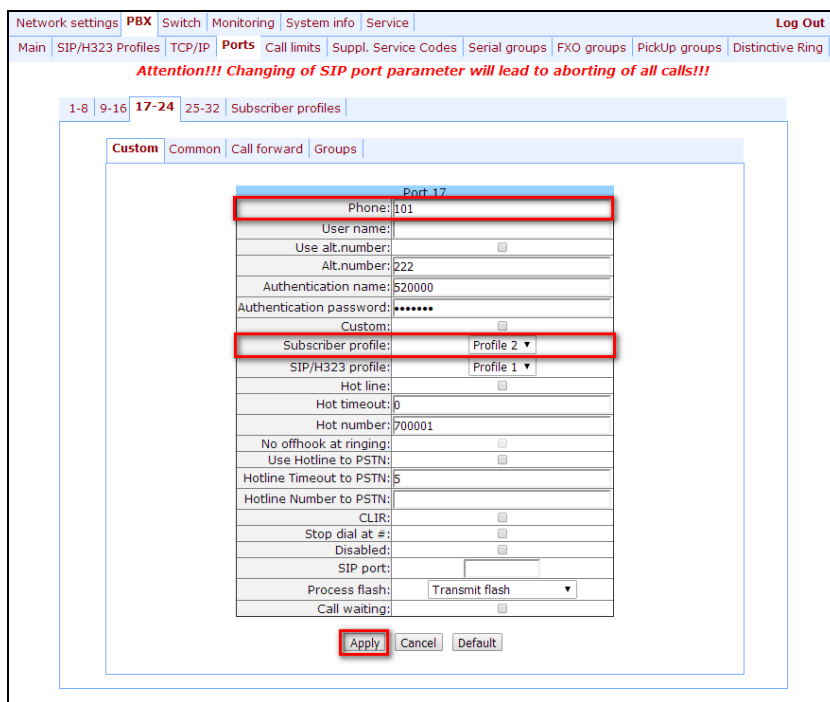 Network settings PBX Switch Monitoring System info Service Log Out
Main SIP/H323 Profiles TCP/IP Ports Call limits Suppl. Service Codes Serial groups FXO groups PickUp groups Distinctive Ring
Attention!!! Changing of SIP port parameter will lead to aborting of all calls!!!
1-8 9-16 17-24 25-32 Subscriber profiles
Custom Common Call forward Groups
Port 17
Phone: 101
User name:
Use alt.number:
Alt.number: 222
Authentication name: 520000
Authentication password: •••••••
Custom:
Subscriber profile: Profile 2
SIP/H323 profile: Profile 1
Hot line:
Hot timeout: 0
Hot number: 700001
No offhook at ringing:
Use Hotline to PSTN:
Hotline Timeout to PSTN: 5
Hotline Number to PSTN:
CLIR:
Stop dial at #:
Disabled:
SIP port:
Process flash: Transmit flash
Call waiting:
Apply Cancel Default